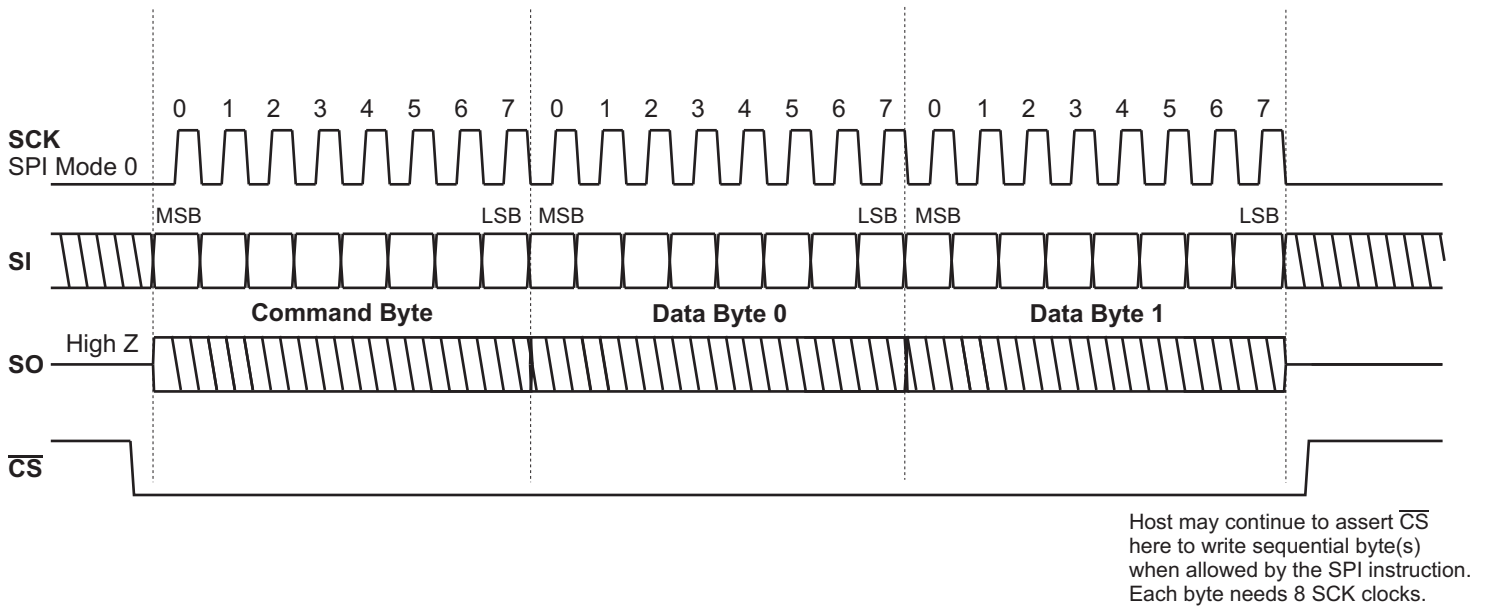 0 1 2 3 4 5 6 7 0 1 2 3 4 5 6 7 0 1 2 3 4 5 6 7
SCK
SPI Mode 0
MSB LSB MSB LSB MSB LSB
SI
Command Byte Data Byte 0 Data Byte 1
High Z
SO
C̅S̅
Host may continue to assert C̅S̅
here to write sequential byte(s)
when allowed by the SPI instruction.
Each byte needs 8 SCK clocks.